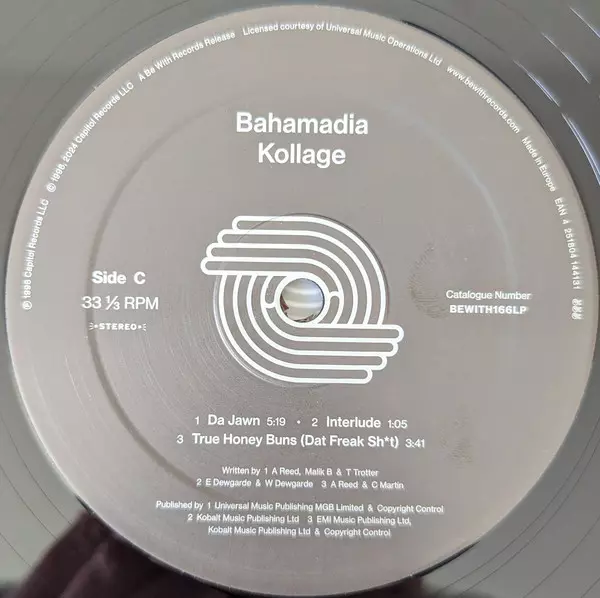 ℗ 1996 Capitol Records LLC © 1996, 2024 Capitol Records LLC A Be With Records Release Licensed courtesy of Universal Music Operations Ltd www.bewithrecords.com Made in Europe EAN 4 251804 144131
Bahamadia
Kollage
Side C
33 ⅓ RPM
STEREO
Catalogue Number
BEWITH166LP
1 Da Jawn 5:19 • 2 Interlude 1:05
3 True Honey Buns (Dat Freak Sh*t) 3:41
Written by 1 A Reed, Malik B & T Trotter
2 E Dewgarde & W Dewgarde 3 A Reed & C Martin
Published by 1 Universal Music Publishing MGB Limited & Copyright Control
2 Kobalt Music Publishing Ltd 3 EMI Music Publishing Ltd,
Kobalt Music Publishing Ltd & Copyright Control